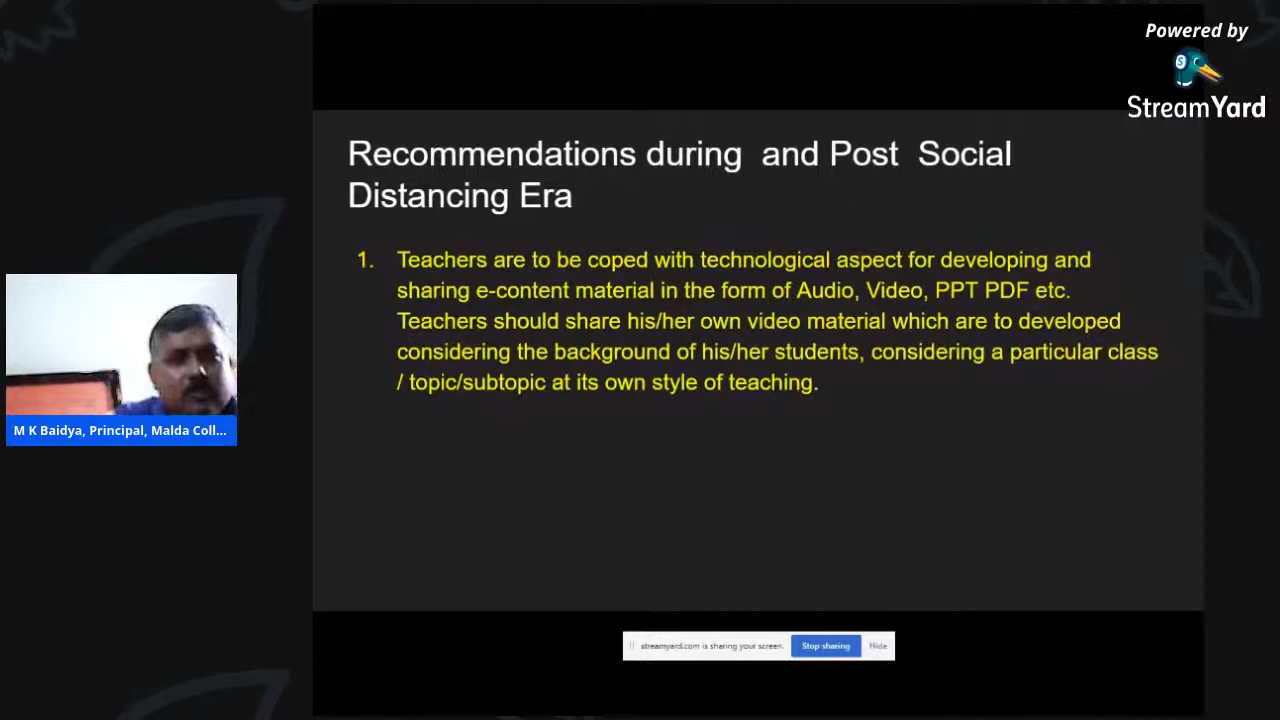 Powered by
StreamYard
Recommendations during and Post Social
Distancing Era
1. Teachers are to be coped with technological aspect for developing and
sharing e-content material in the form of Audio, Video, PPT PDF etc.
Teachers should share his/her own video material which are to developed
considering the background of his/her students, considering a particular class
/ topic/subtopic at its own style of teaching.
M K Baidya, Principal, Malda Coll...
streamyard.com is sharing your screen.
Stop sharing
Hide